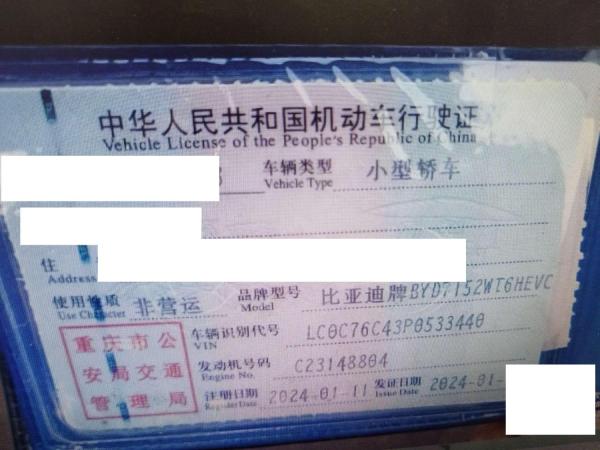 中华人民共和国机动车行驶证
Vehicle License of the People's Republic of China
车辆类型 小型轿车
Vehicle Type
住
Address
使用性质 非营运 品牌型号 比亚迪牌BYD7152WT6HEVC
Use Character Model
车辆识别代号 LC0C76C43P0533440
VIN
发动机号码 C23148804
Engine No.
注册日期 2024-01-11 发证日期 2024-01-
Register Date Issue Date
重庆市公
安局交通
管理局